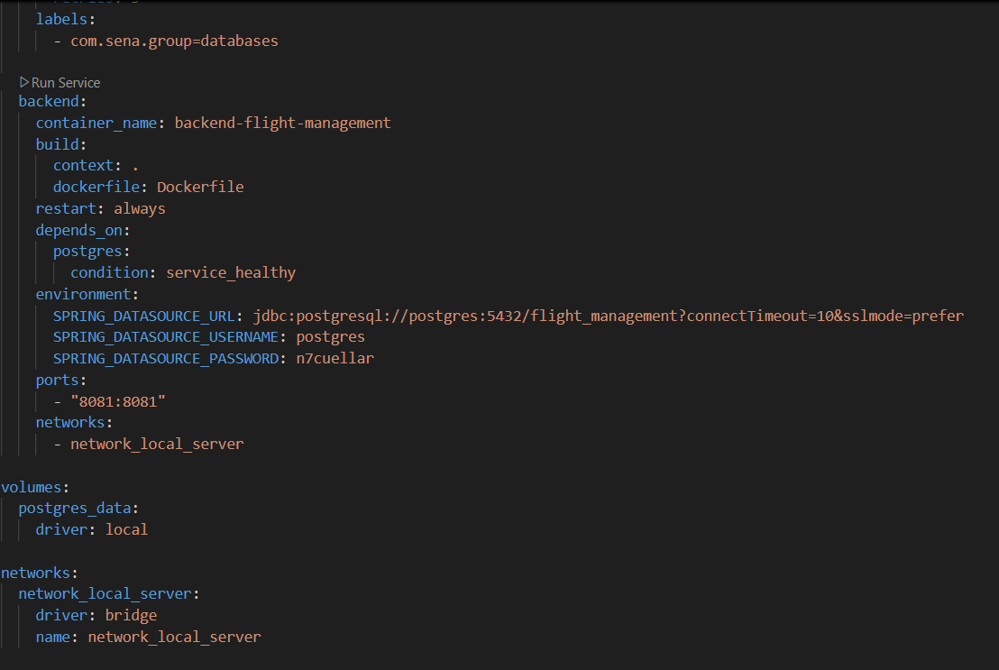 labels:
- com.sena.group=databases
Run Service
backend:
container_name: backend-flight-management
build:
context: .
dockerfile: Dockerfile
restart: always
depends_on:
postgres:
condition: service_healthy
environment:
SPRING_DATASOURCE_URL: jdbc:postgresql://postgres:5432/flight_management?connectTimeout=10&sslmode=prefer
SPRING_DATASOURCE_USERNAME: postgres
SPRING_DATASOURCE_PASSWORD: n7cuellar
ports:
- "8081:8081"
networks:
- network_local_server
volumes:
postgres_data:
driver: local
networks:
network_local_server:
driver: bridge
name: network_local_server